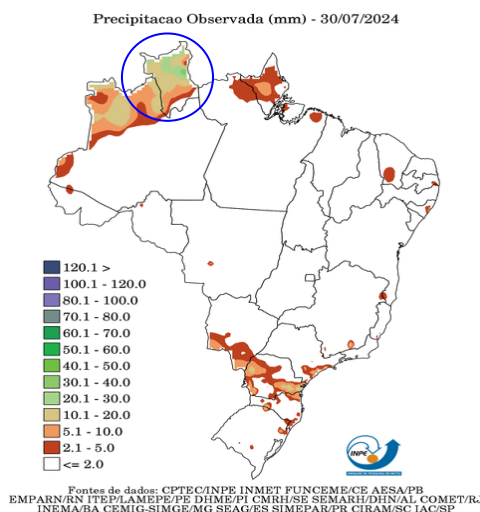 Precipitacao Observada (mm) - 30/07/2024
120.1 >
100.1 - 120.0
80.1 - 100.0
70.1 - 80.0
60.1 - 70.0
50.1 - 60.0
40.1 - 50.0
30.1 - 40.0
20.1 - 30.0
10.1 - 20.0
5.1 - 10.0
2.1 - 5.0
<= 2.0
INPE
Fontes de dados: CPTEC/INPE INMET FUNCEME/CE AESA/PB
EMPARN/RN ITEP/LAMEPE/PE DHME/PI CMRH/SE SEMARH/DHN/AL COMET/RJ
INEMA/BA CEMIG-SIMGE/MG SEAG/ES SIMEPAR/PR CIRAM/SC IAC/SP